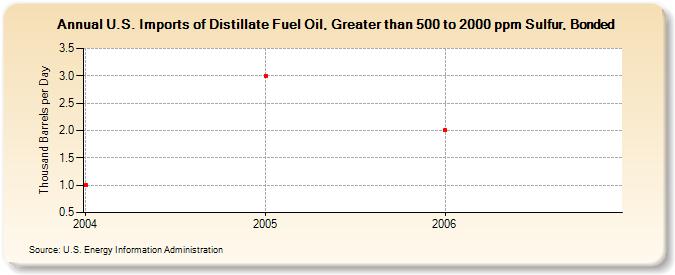 Annual U.S. Imports of Distillate Fuel Oil, Greater than 500 to 2000 ppm Sulfur, Bonded
Thousand Barrels per Day
3.5
3.0
2.5
2.0
1.5
1.0
0.5
2004 2005 2006
Source: U.S. Energy Information Administration